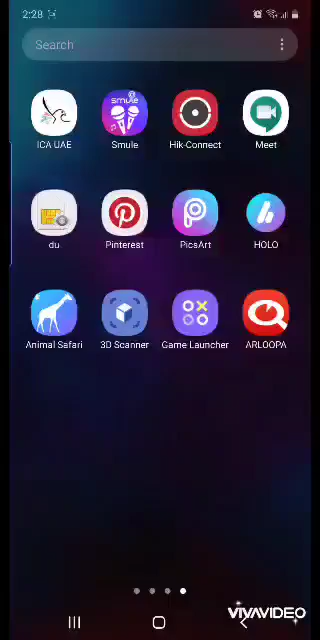 2:28
Search
ICA UAE
Smule
Hik-Connect
Meet
du
Pinterest
PicsArt
HOLO
Animal Safari
3D Scanner
Game Launcher
ARLOOPA
VIVAVIDEO